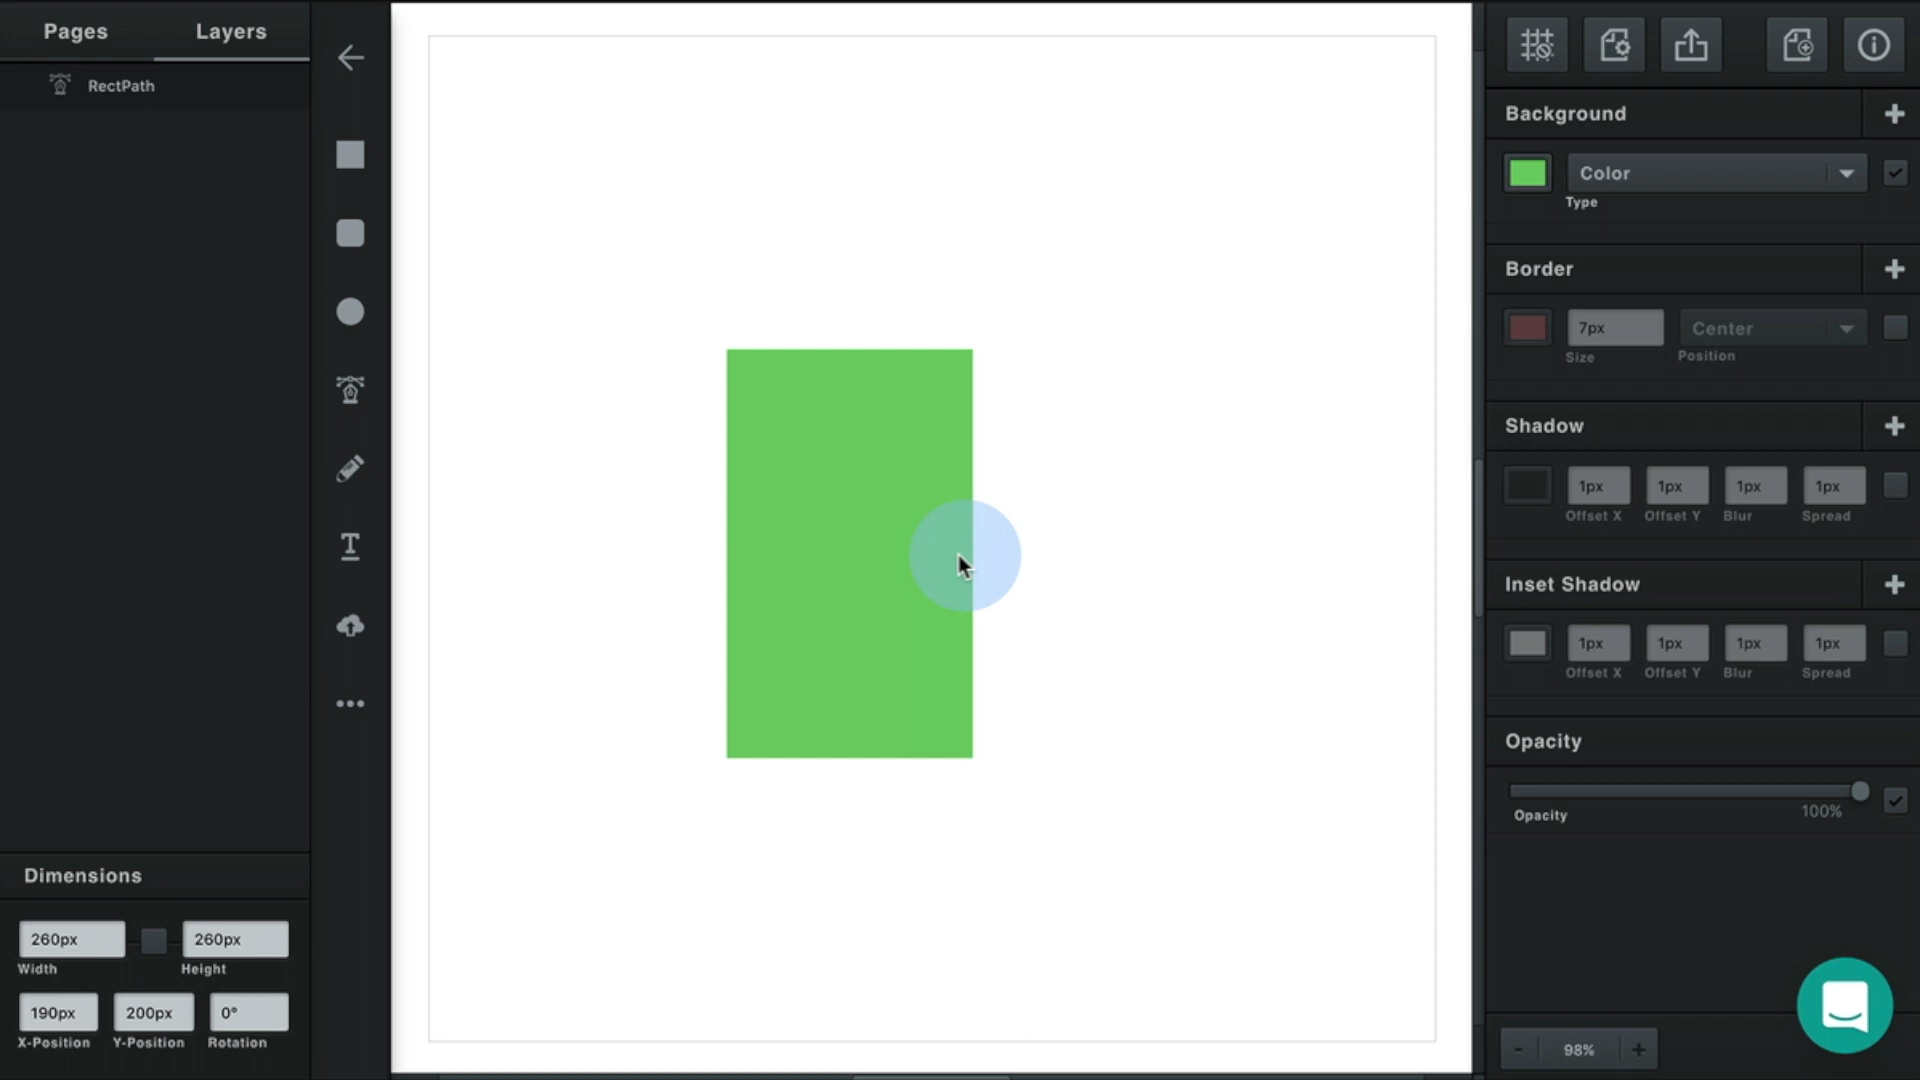 Pages
Layers
RectPath
Background
Color
Type
Border
7px
Size
Center
Position
Shadow
1px
Offset X
1px
Offset Y
1px
Blur
1px
Spread
Inset Shadow
1px
Offset X
1px
Offset Y
1px
Blur
1px
Spread
Opacity
Opacity
100%
Dimensions
260px
Width
260px
Height
190px
X-Position
200px
Y-Position
0°
Rotation
- 98% +